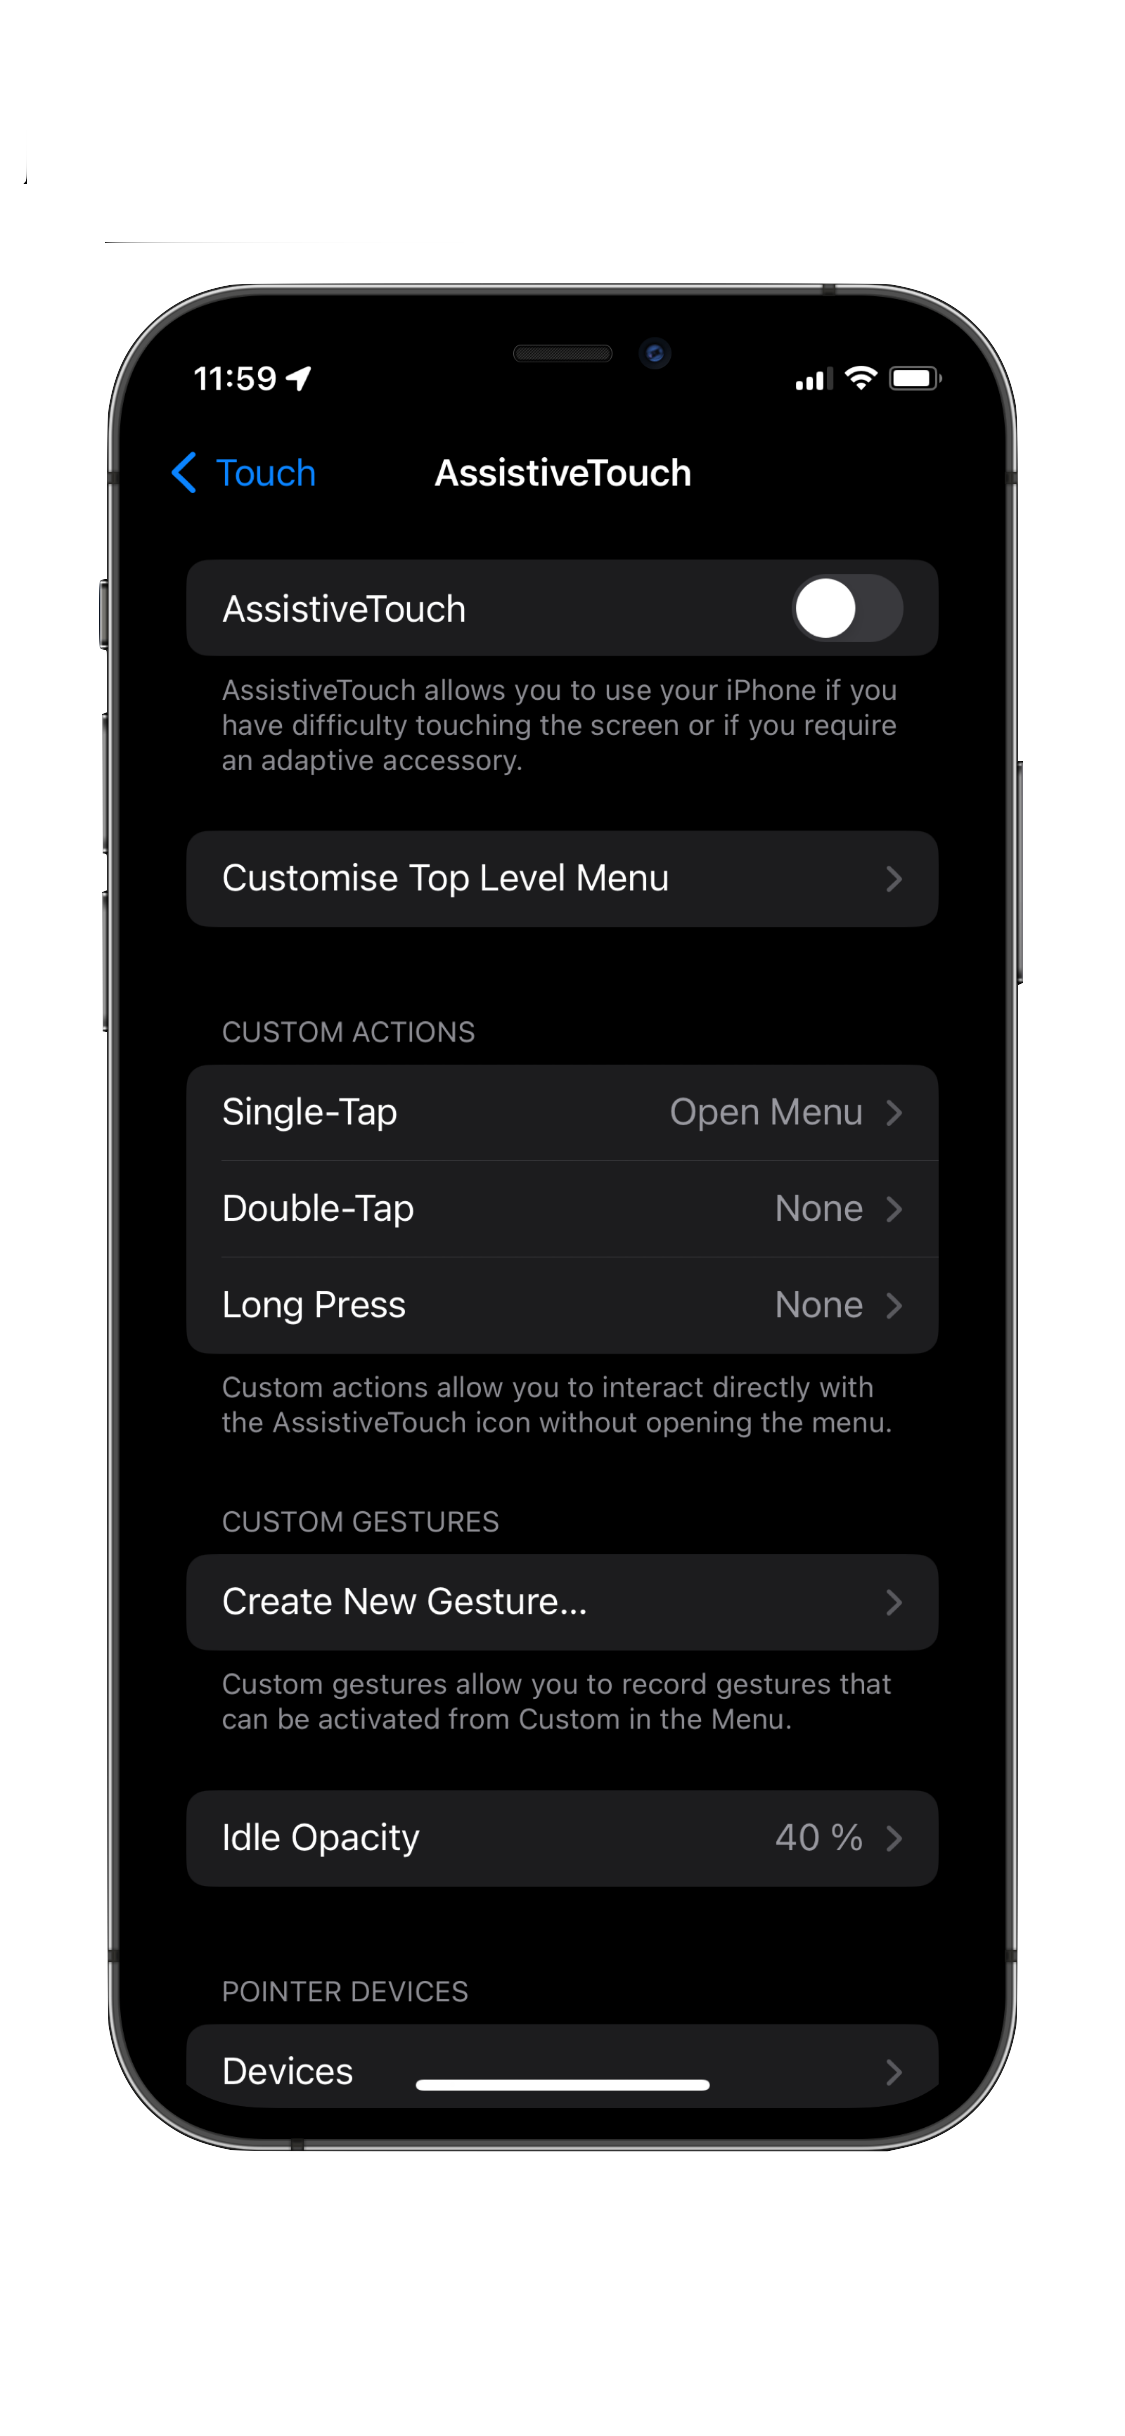 11:59
Touch
AssistiveTouch
AssistiveTouch
AssistiveTouch allows you to use your iPhone if you
have difficulty touching the screen or if you require
an adaptive accessory.
Customise Top Level Menu
CUSTOM ACTIONS
Single-Tap Open Menu
Double-Tap None
Long Press None
Custom actions allow you to interact directly with
the AssistiveTouch icon without opening the menu.
CUSTOM GESTURES
Create New Gesture...
Custom gestures allow you to record gestures that
can be activated from Custom in the Menu.
Idle Opacity 40 %
POINTER DEVICES
Devices